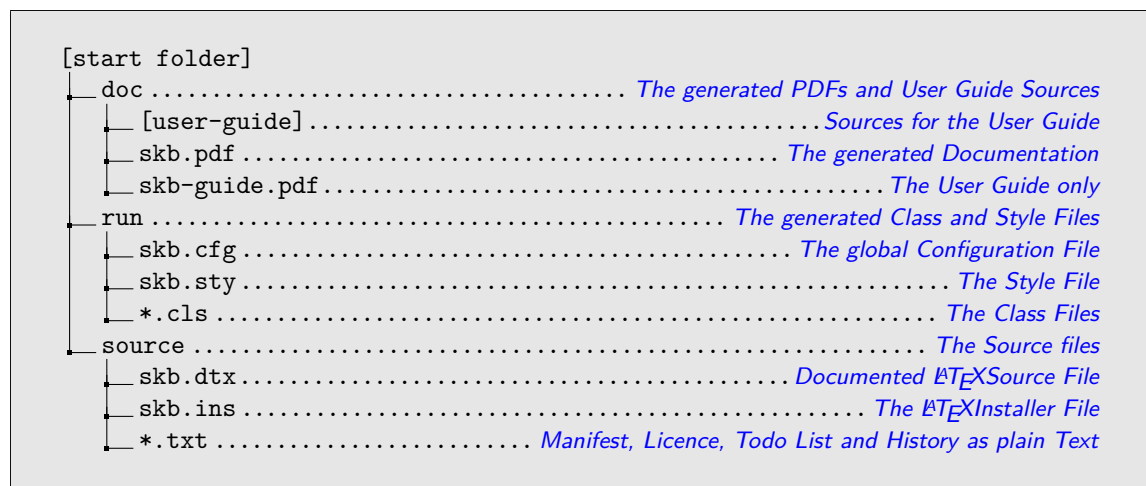 [start folder]
doc ........................................ The generated PDFs and User Guide Sources
[user-guide] .......................................... Sources for the User Guide
skb.pdf ............................................ The generated Documentation
skb-guide.pdf .............................................. The User Guide only
run ............................................... The generated Class and Style Files
skb.cfg ............................................. The global Configuration File
skb.sty .......................................................... The Style File
*.cls ........................................................... The Class Files
source ............................................................ The Source files
skb.dtx ............................................. Documented LATEXSource File
skb.ins ................................................... The LATEXInstaller File
*.txt .......................... Manifest, Licence, Todo List and History as plain Text